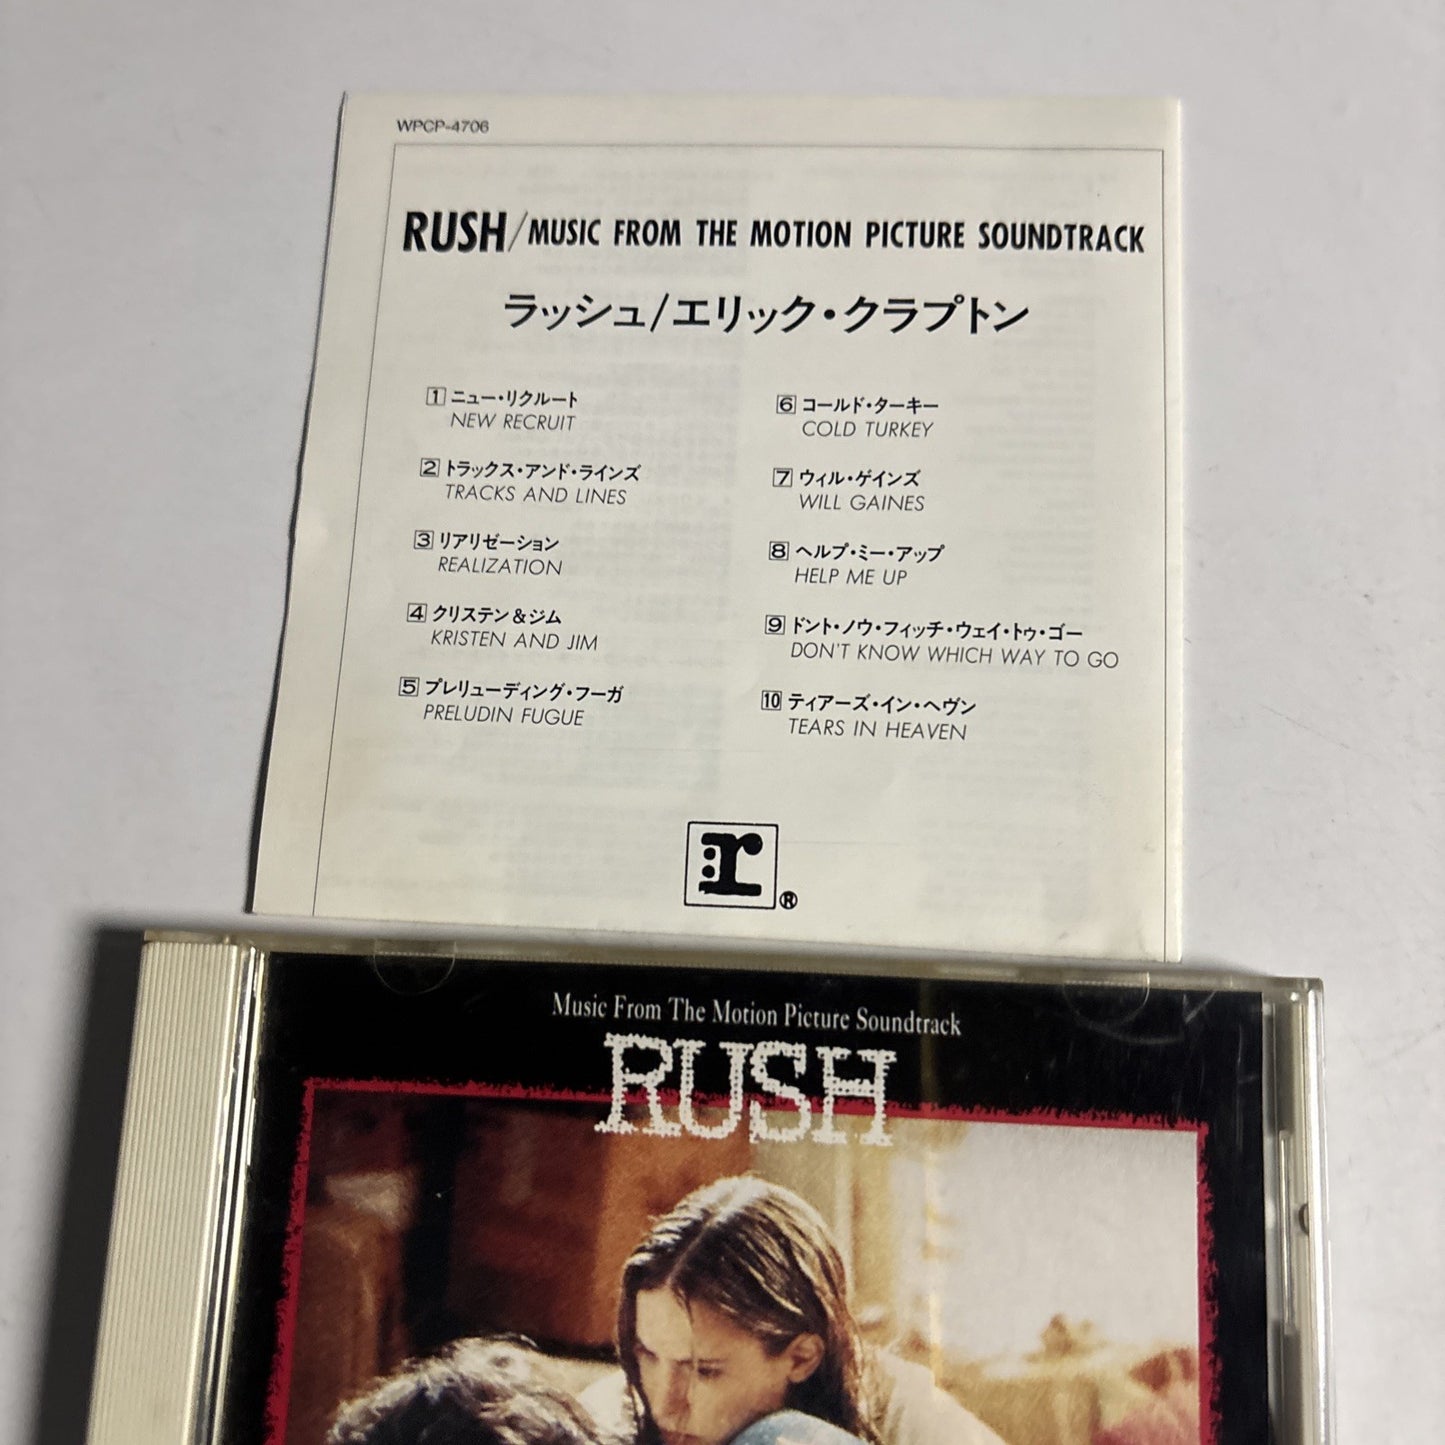 WPCP-4706
RUSH/MUSIC FROM THE MOTION PICTURE SOUNDTRACK
ラッシュ/エリック・クラプトン
1 ニュー・リクルート
NEW RECRUIT
2 トラックス・アンド・ラインズ
TRACKS AND LINES
3 リアリゼーション
REALIZATION
4 クリステン&ジム
KRISTEN AND JIM
5 プレリューディング・フーガ
PRELUDIN FUGUE
6 コールド・ターキー
COLD TURKEY
7 ウィル・ゲインズ
WILL GAINES
8 ヘルプ・ミー・アップ
HELP ME UP
9 ドント・ノウ・フィッチ・ウェイ・トゥ・ゴー
DON'T KNOW WHICH WAY TO GO
10 ティアーズ・イン・ヘヴン
TEARS IN HEAVEN
r®
Music From The Motion Picture Soundtrack
RUSH